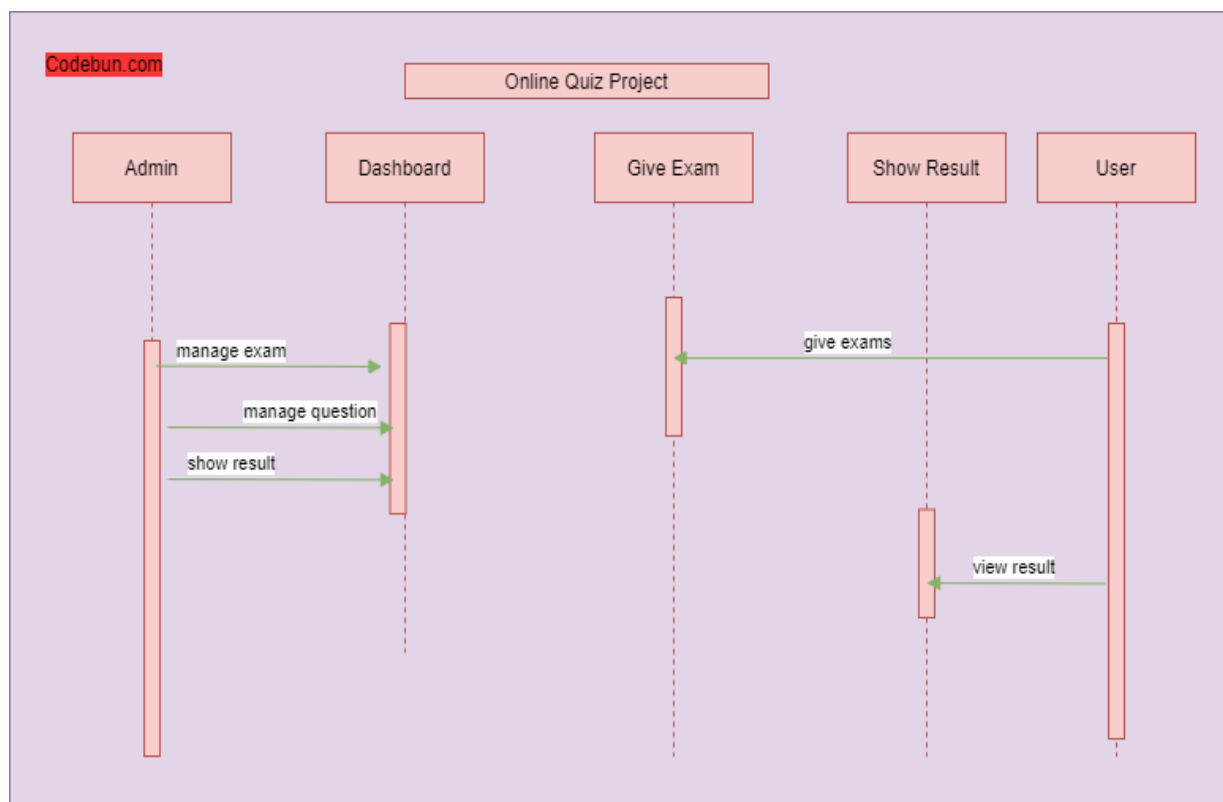 Codebun.com
Online Quiz Project
Admin
Dashboard
Give Exam
Show Result
User
manage exam
give exams
manage question
show result
view result